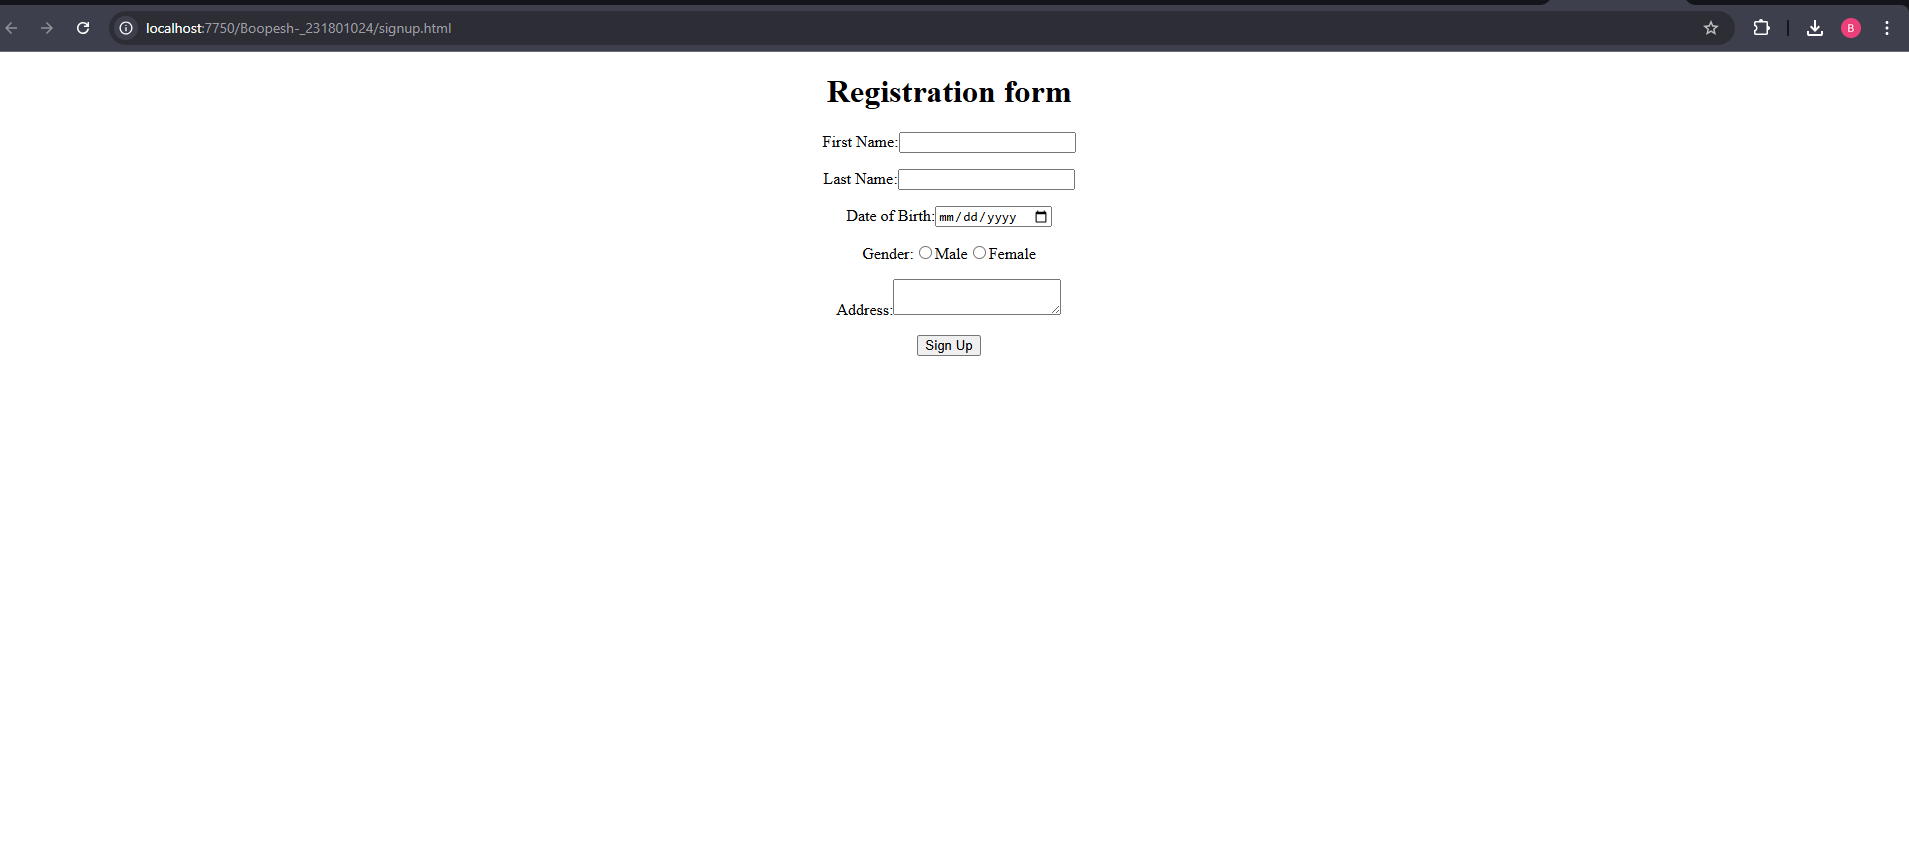 localhost:7750/Boopesh-_231801024/signup.html
B
Registration form
First Name:
Last Name:
Date of Birth: mm/dd/yyyy
Gender: Male Female
Address:
Sign Up